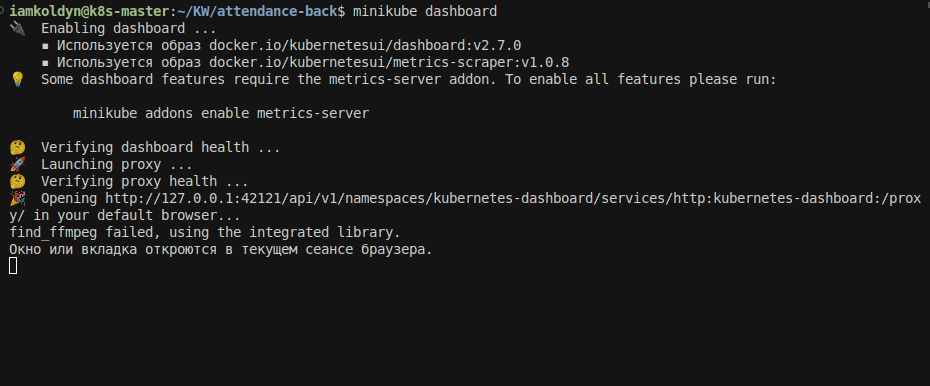 iamkoldyn@k8s-master:~/KW/attendance-back$ minikube dashboard
Enabling dashboard ...
▪ Используется образ docker.io/kubernetesui/dashboard:v2.7.0
▪ Используется образ docker.io/kubernetesui/metrics-scraper:v1.0.8
Some dashboard features require the metrics-server addon. To enable all features please run:
minikube addons enable metrics-server
Verifying dashboard health ...
Launching proxy ...
Verifying proxy health ...
Opening http://127.0.0.1:42121/api/v1/namespaces/kubernetes-dashboard/services/http:kubernetes-dashboard:/prox
y/ in your default browser...
find_ffmpeg failed, using the integrated library.
Окно или вкладка откроются в текущем сеансе браузера.